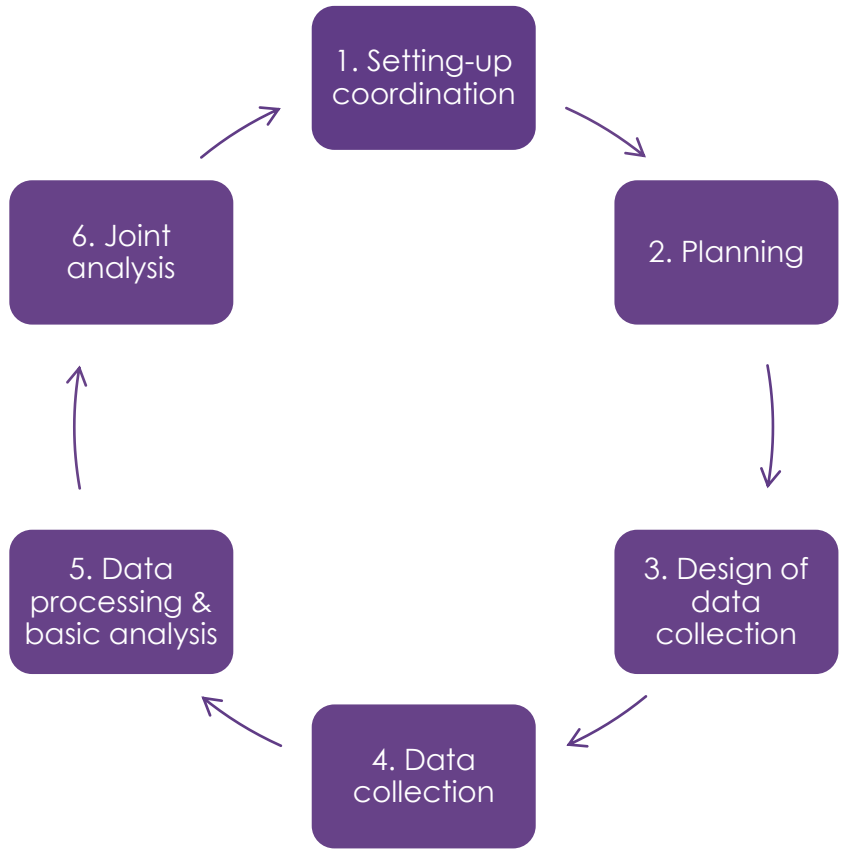 1. Setting-up
coordination
2. Planning
3. Design of
data
collection
4. Data
collection
5. Data
processing &
basic analysis
6. Joint
analysis